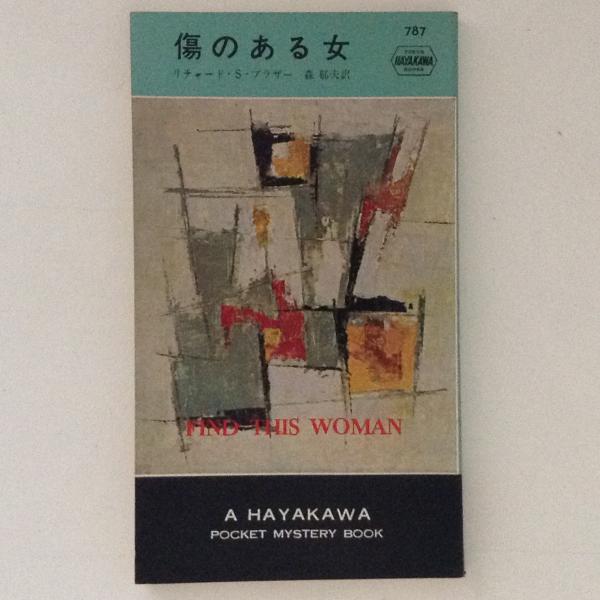 787
傷のある女
HAYAKAWA
リチャード・S・プラザー 森 郁夫訳
FIND THIS WOMAN
A HAYAKAWA
POCKET MYSTERY BOOK